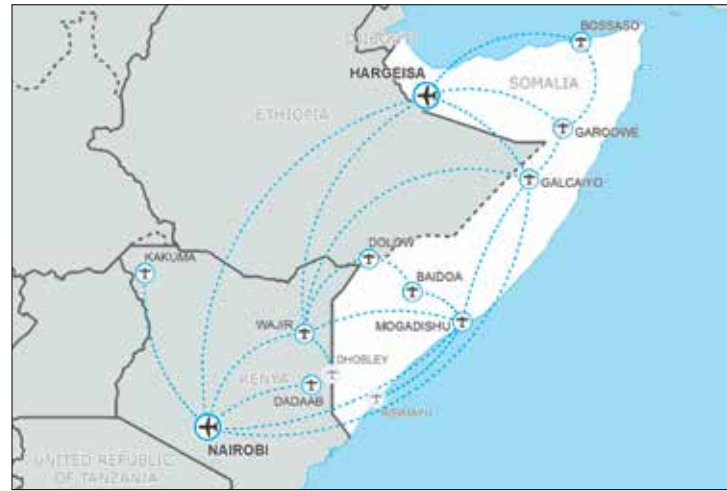 BOSSASO
DJIBOUTI
HARGEISA
SOMALIA
ETHIOPIA
GAROOWE
GALCAIYO
DOLOW
KAKUMA
BAIDOA
WAJIR
MOGADISHU
DHOBLEY
KENYA
DADAAB
NAIROBI
UNITED REPUBLIC
OF TANZANIA